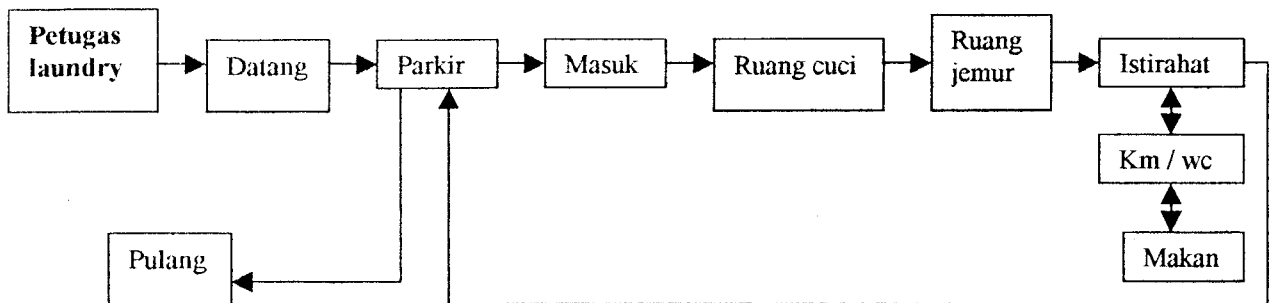 Petugas
laundry
Datang
Parkir
Masuk
Ruang cuci
Ruang
jemur
Istirahat
Km / wc
Makan
Pulang